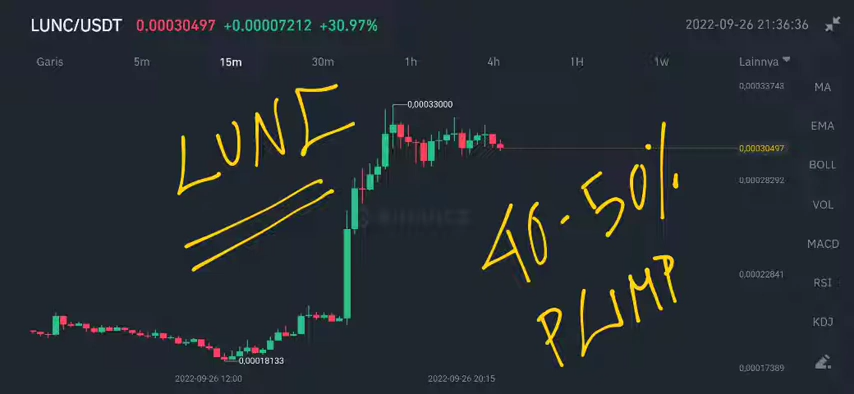 LUNC/USDT 0.00030497 +0.00007212 +30.97% 2022-09-26 21:36:36
Garis 5m 15m 30m 1h 4h 1H 1w Lainnya
0,00033743
MA
0,00033000
LUNC
EMA
0,00030497
BOLL
0,00028292
40-50%
VOL
MACD
0,00022841
RSI
PUMP
KDJ
0,00018133
0,00017389
2022-09-26 12:00 2022-09-26 20:15